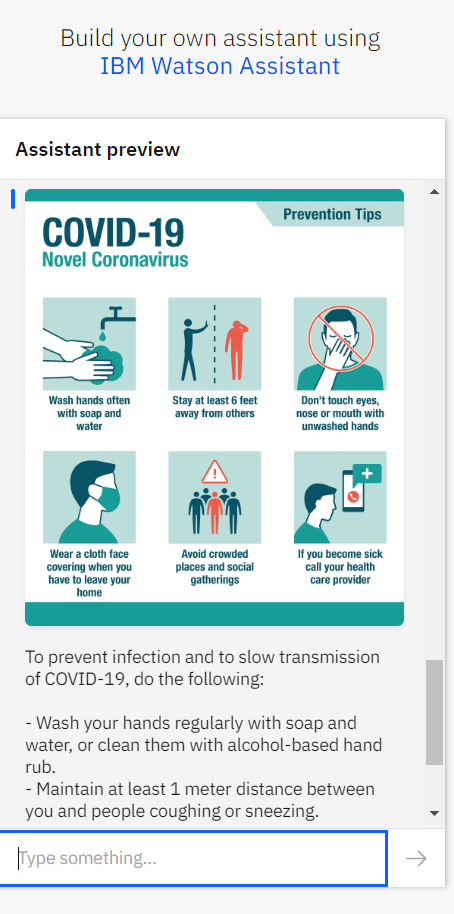 Build your own assistant using
IBM Watson Assistant
Assistant preview
Prevention Tips
COVID-19
Novel Coronavirus
Wash hands often
with soap and
water
Stay at least 6 feet
away from others
Don't touch eyes,
nose or mouth with
unwashed hands
Wear a cloth face
covering when you
have to leave your
home
Avoid crowded
places and social
gatherings
If you become sick
call your health
care provider
To prevent infection and to slow transmission
of COVID-19, do the following:
- Wash your hands regularly with soap and
water, or clean them with alcohol-based hand
rub.
- Maintain at least 1 meter distance between
you and people coughing or sneezing.
Type something...